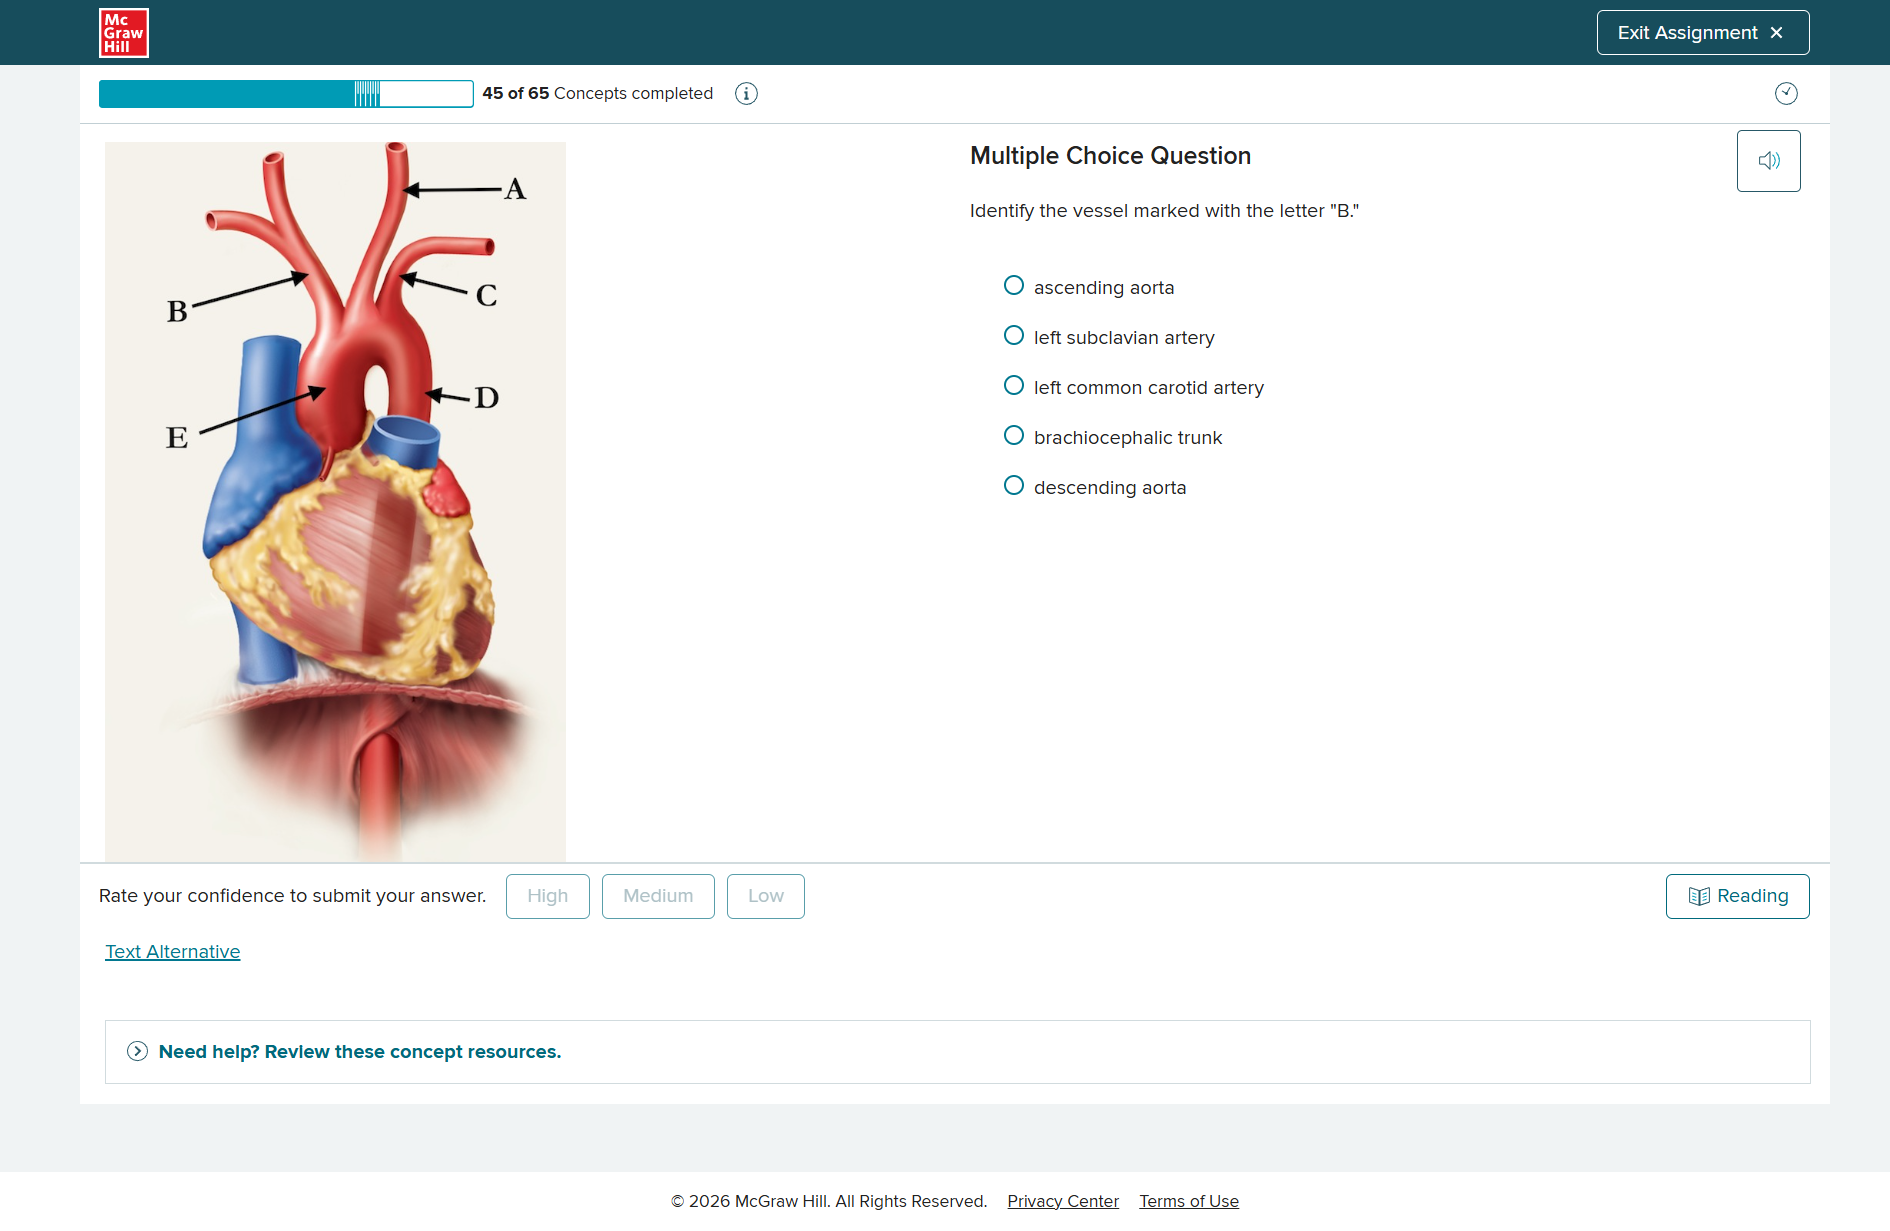 Mc
Graw
Hill
Exit Assignment
45 of 65 Concepts completed
A
B
C
D
E
Multiple Choice Question
Identify the vessel marked with the letter "B."
ascending aorta
left subclavian artery
left common carotid artery
brachiocephalic trunk
descending aorta
Rate your confidence to submit your answer. High Medium Low
Reading
Text Alternative
Need help? Review these concept resources.
© 2026 McGraw Hill. All Rights Reserved. Privacy Center Terms of Use